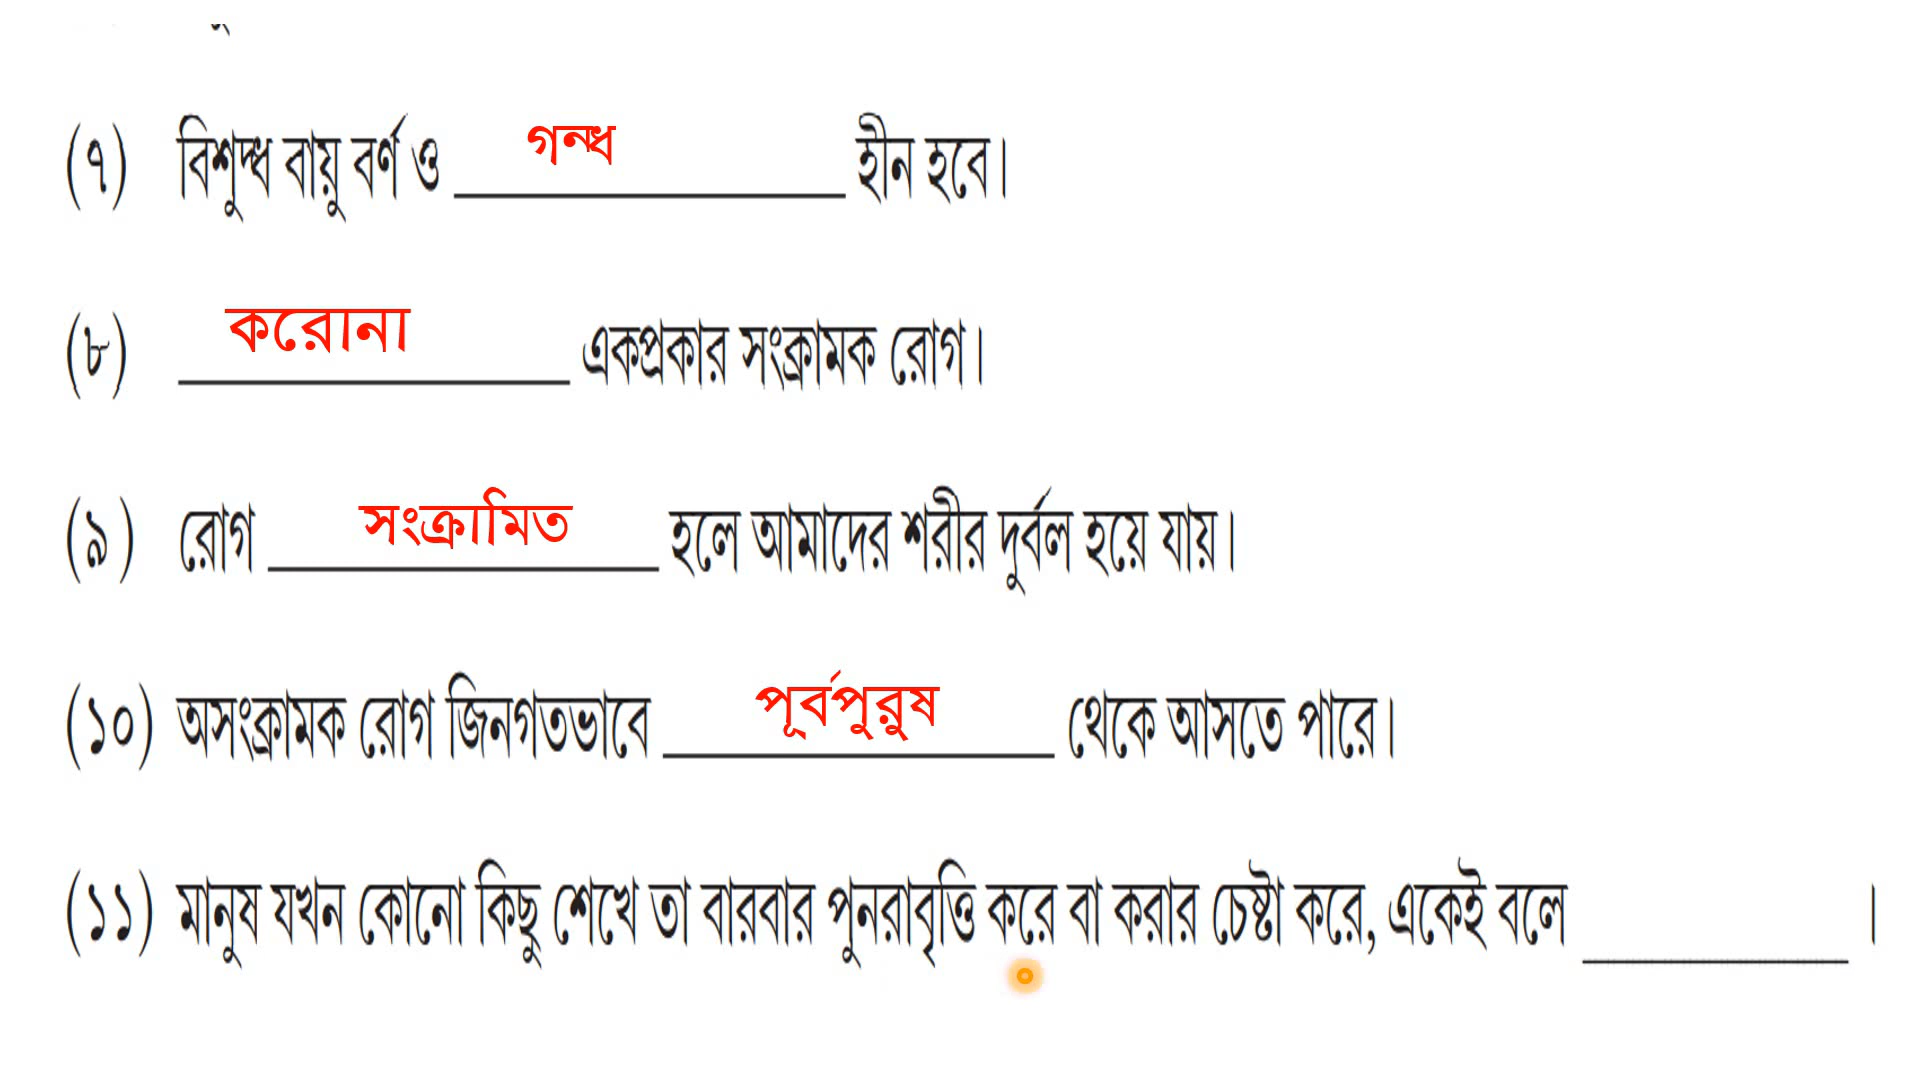 (৭) বিশুদ্ধ বায়ু বর্ণ ও গন্ধ হীন হবে।
(৮) করোনা একপ্রকার সংক্রামক রোগ।
(৯) রোগ সংক্রামিত হলে আমাদের শরীর দুর্বল হয়ে যায়।
(১০) অসংক্রামক রোগ জিনগতভাবে পূর্বপুরুষ থেকে আসতে পারে।
(১১) মানুষ যখন কোনো কিছু শেখে তা বারবার পুনরাবৃত্তি করে বা করার চেষ্টা করে, একেই বলে __________ ।